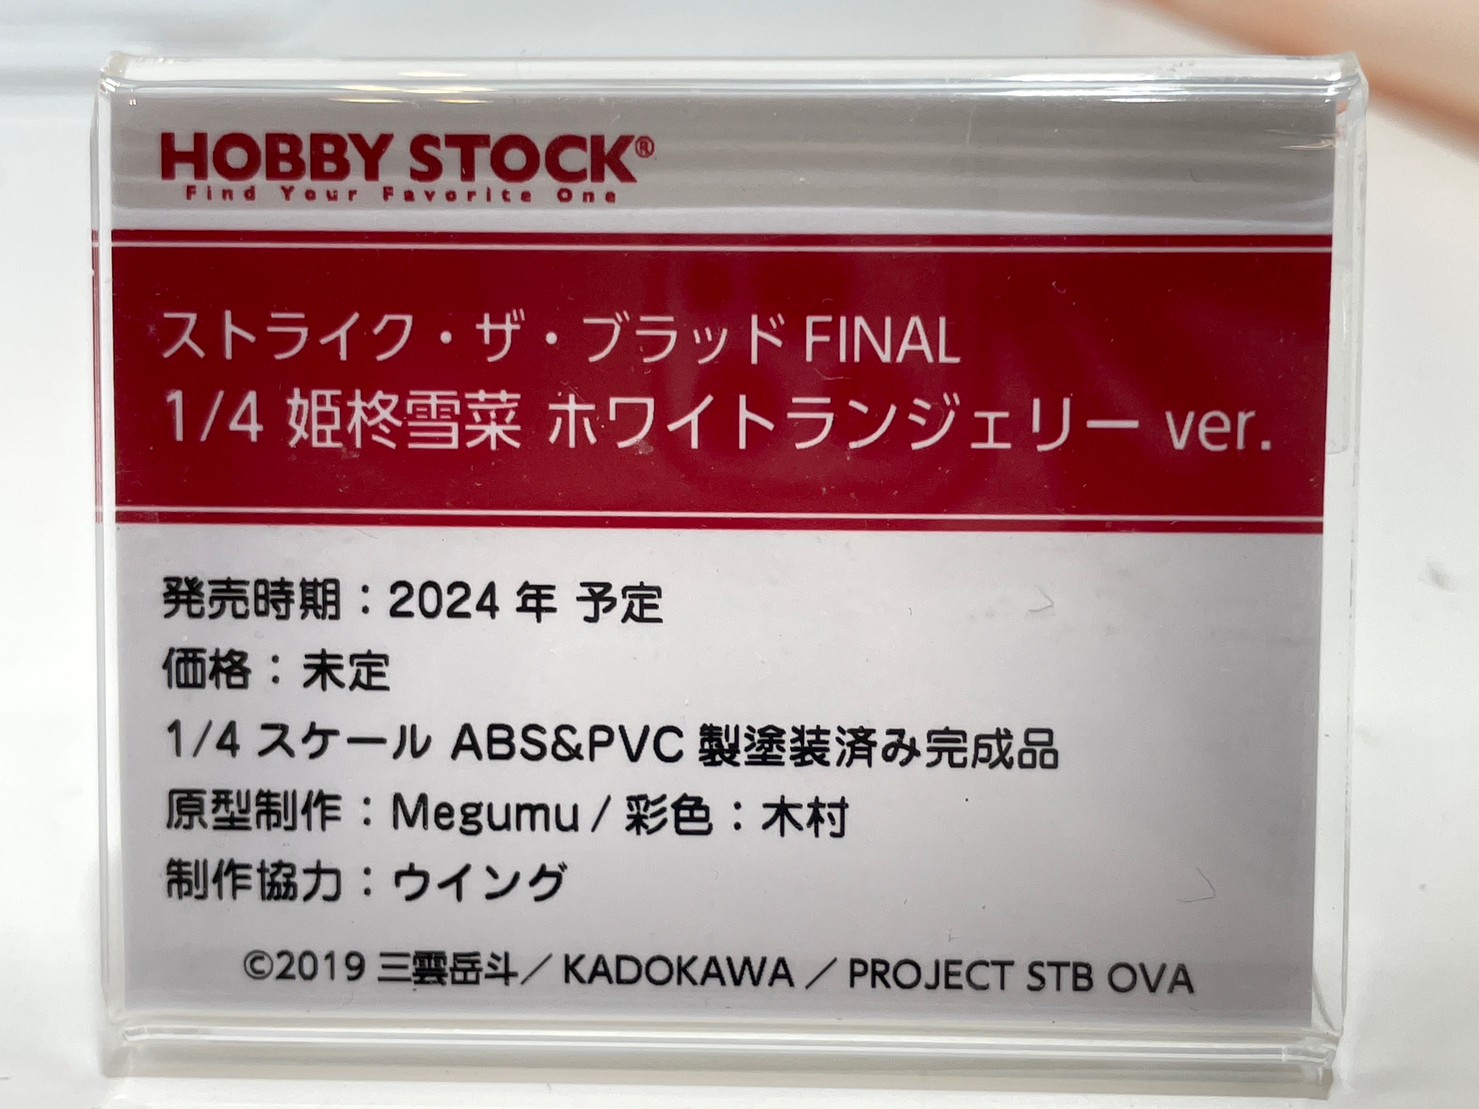 HOBBY STOCK®
Find Your Favorite One
ストライク・ザ・ブラッド FINAL
1/4 姫柊雪菜 ホワイトランジェリー ver.
発売時期：2024 年 予定
価格：未定
1/4 スケール ABS&PVC 製塗装済み完成品
原型制作：Megumu / 彩色：木村
制作協力：ウイング
©2019 三雲岳斗／KADOKAWA ／PROJECT STB OVA